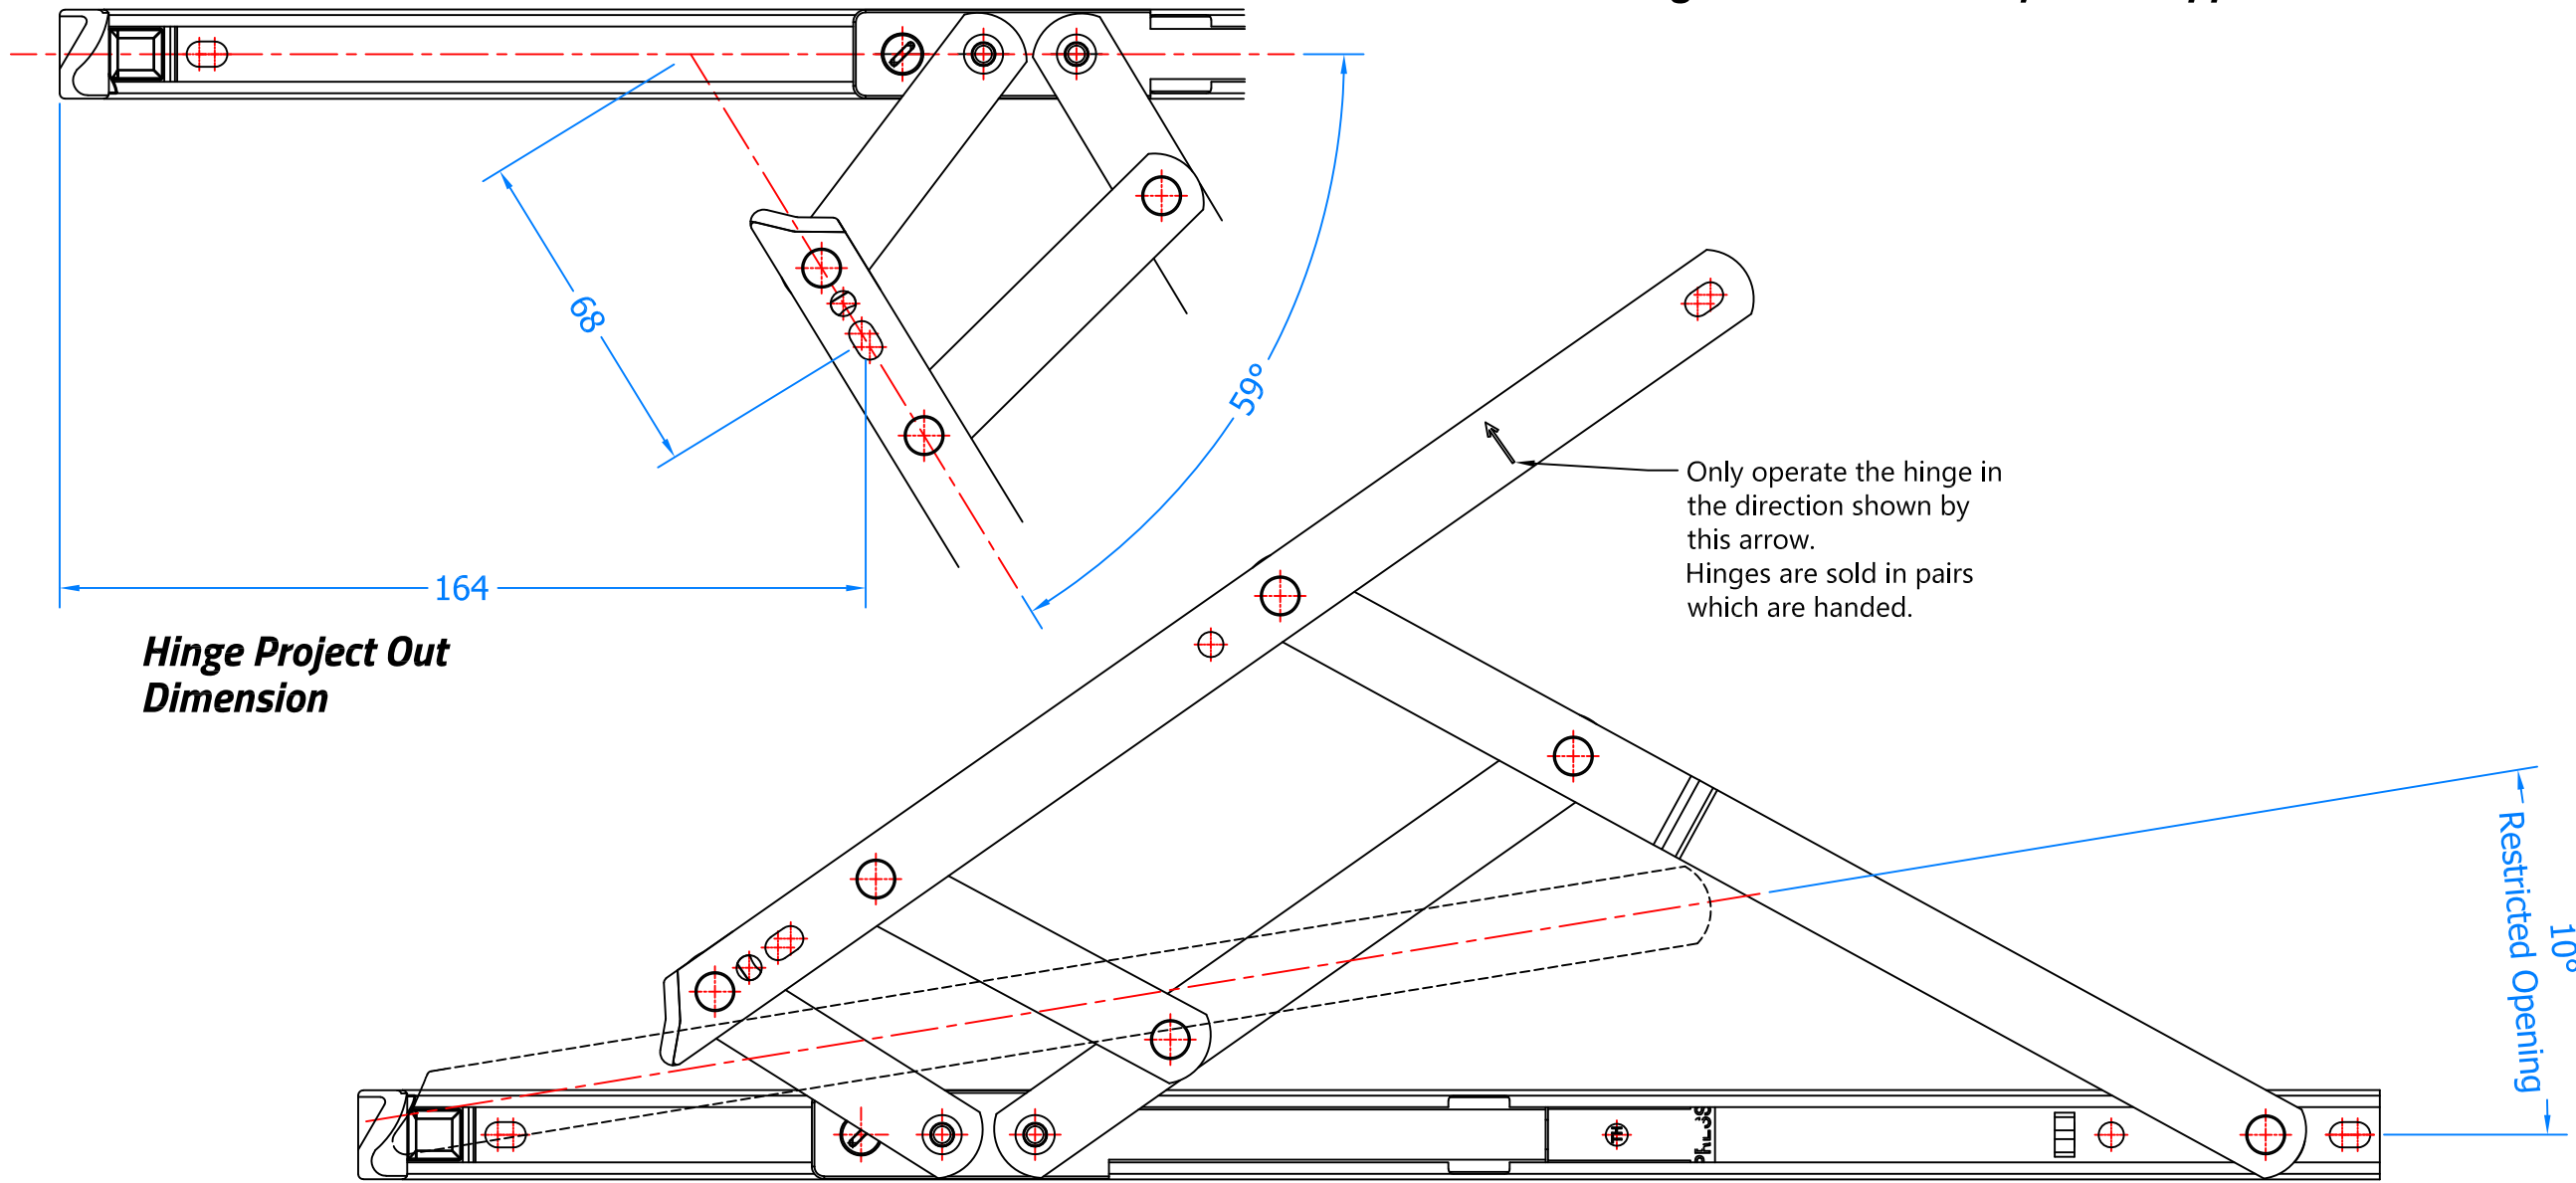 68
59°
164
Hinge Project Out
Dimension
Only operate the hinge in
the direction shown by
this arrow.
Hinges are sold in pairs
which are handed.
10°
Restricted Opening
PRESS